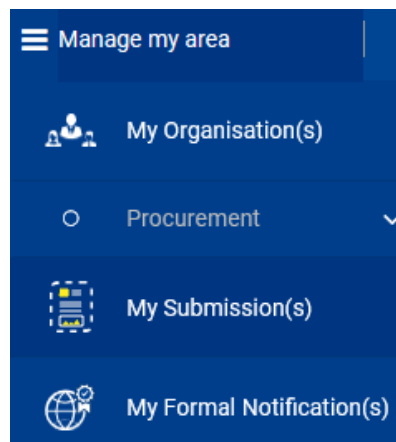 Manage my area
My Organisation(s)
Procurement
My Submission(s)
My Formal Notification(s)